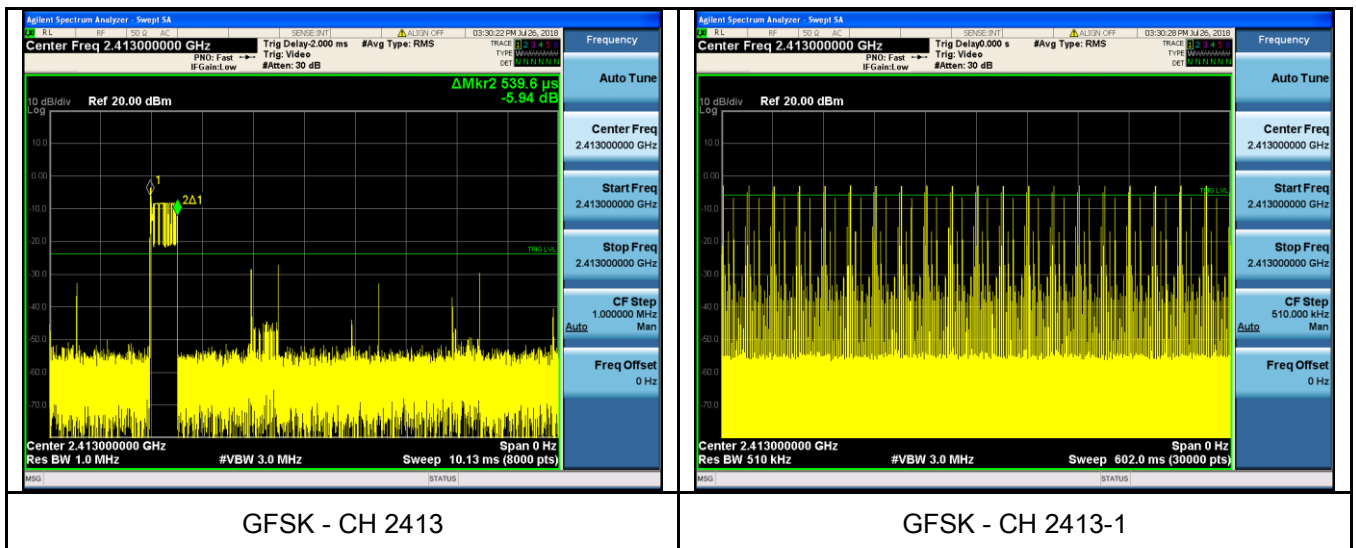 Agilent Spectrum Analyzer - Swept SA
RL RF 50 Ω AC SENSE:INT ALIGN OFF 03:30:22 PM Jul 26, 2018
Center Freq 2.413000000 GHz
PNO: Fast
IFGain:Low
Trig Delay-2.000 ms
Trig: Video
#Atten: 30 dB
#Avg Type: RMS
TRACE 1 2 3 4 5 6
TYPE
DET N N N N N N
ΔMkr2 539.6 µs
-5.94 dB
10 dB/div Ref 20.00 dBm
Log
10.0
0.00
-10.0
-20.0
-30.0
-40.0
-50.0
-60.0
-70.0
1
2Δ1
TRIG LVL
Center 2.413000000 GHz Span 0 Hz
Res BW 1.0 MHz #VBW 3.0 MHz Sweep 10.13 ms (8000 pts)
MSG STATUS
Frequency
Auto Tune
Center Freq
2.413000000 GHz
Start Freq
2.413000000 GHz
Stop Freq
2.413000000 GHz
CF Step
1.000000 MHz
Auto Man
Freq Offset
0 Hz
GFSK - CH 2413
Agilent Spectrum Analyzer - Swept SA
RL RF 50 Ω AC SENSE:INT ALIGN OFF 03:30:28 PM Jul 26, 2018
Center Freq 2.413000000 GHz
PNO: Fast
IFGain:Low
Trig Delay0.000 s
Trig: Video
#Atten: 30 dB
#Avg Type: RMS
TRACE 1 2 3 4 5 6
TYPE
DET N N N N N N
10 dB/div Ref 20.00 dBm
Log
10.0
0.00
-10.0
-20.0
-30.0
-40.0
-50.0
-60.0
-70.0
TRIG LVL
Center 2.413000000 GHz Span 0 Hz
Res BW 510 kHz #VBW 3.0 MHz Sweep 602.0 ms (30000 pts)
MSG STATUS
Frequency
Auto Tune
Center Freq
2.413000000 GHz
Start Freq
2.413000000 GHz
Stop Freq
2.413000000 GHz
CF Step
510.000 kHz
Auto Man
Freq Offset
0 Hz
GFSK - CH 2413-1